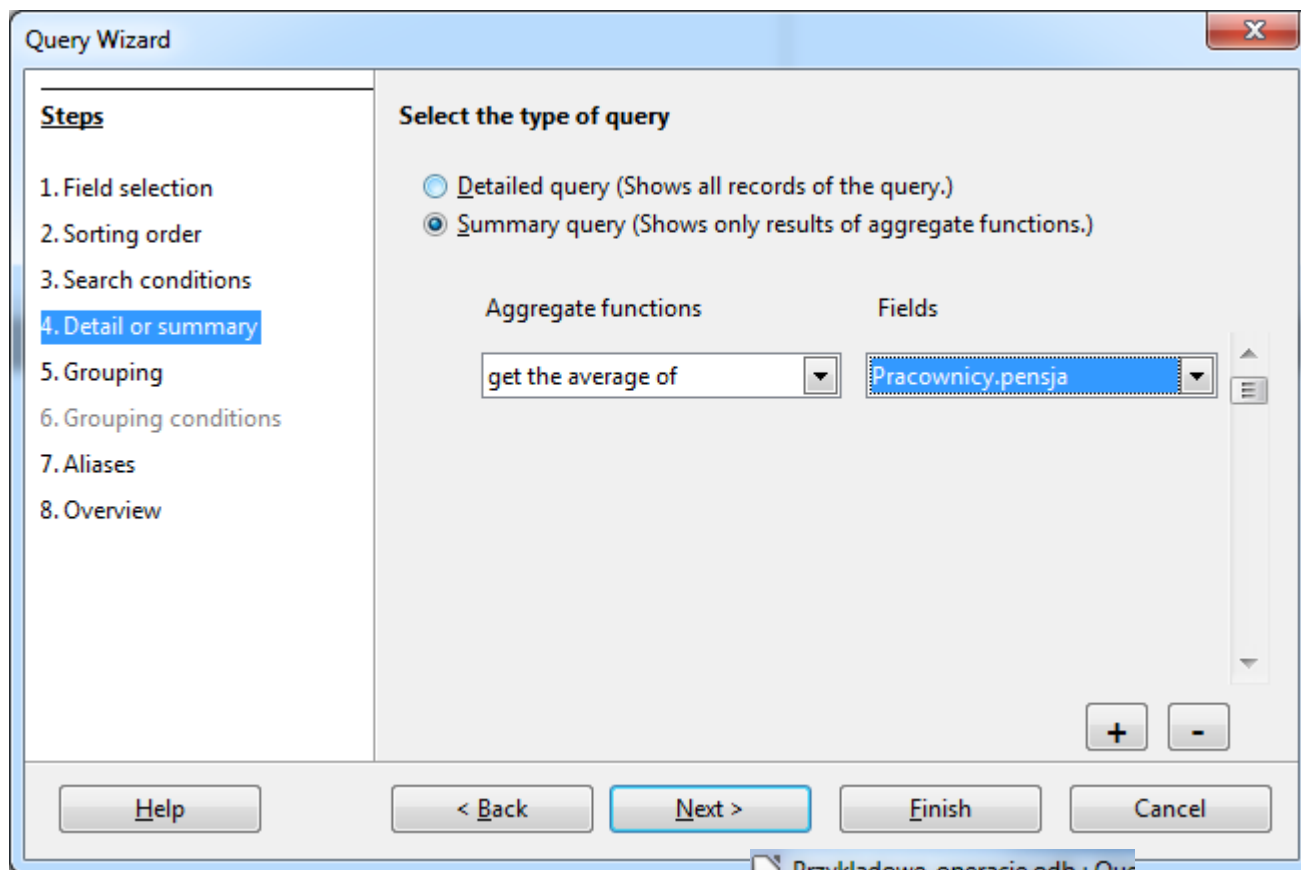 Query Wizard
Steps
1. Field selection
2. Sorting order
3. Search conditions
4. Detail or summary
5. Grouping
6. Grouping conditions
7. Aliases
8. Overview
Select the type of query
Detailed query (Shows all records of the query.)
Summary query (Shows only results of aggregate functions.)
Aggregate functions Fields
get the average of Pracownicy.pensja
+ -
Help < Back Next > Finish Cancel